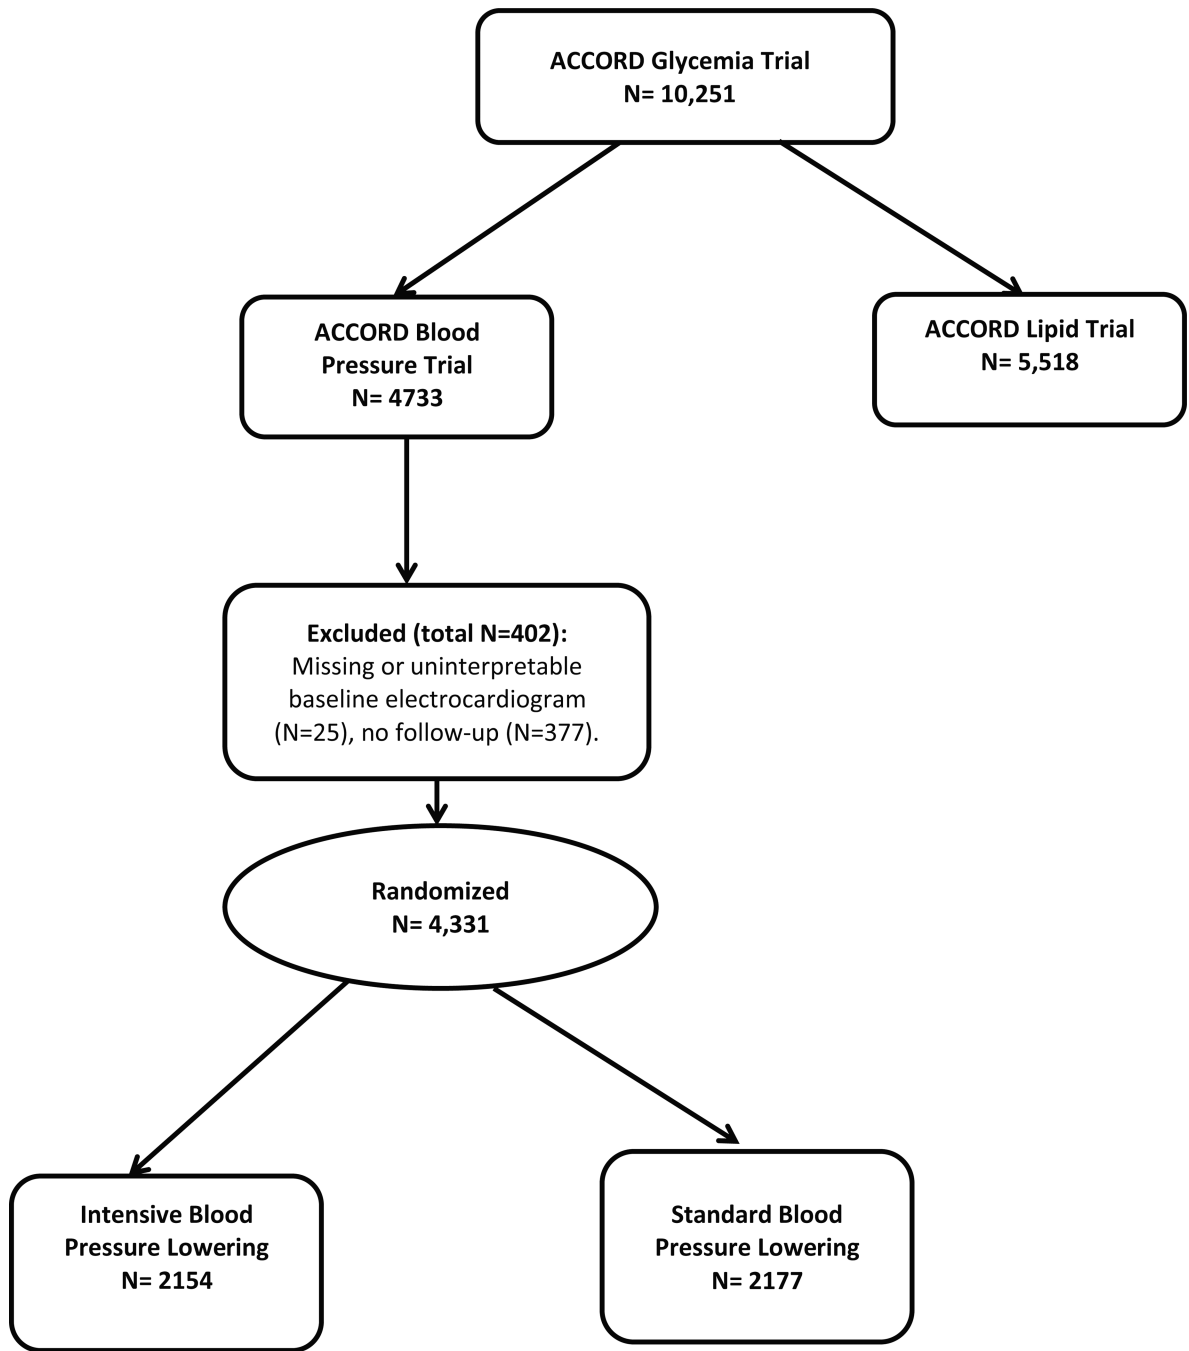 ACCORD Glycemia Trial
N= 10,251
ACCORD Blood
Pressure Trial
N= 4733
ACCORD Lipid Trial
N= 5,518
Excluded (total N=402):
Missing or uninterpretable
baseline electrocardiogram
(N=25), no follow-up (N=377).
Randomized
N= 4,331
Intensive Blood
Pressure Lowering
N= 2154
Standard Blood
Pressure Lowering
N= 2177